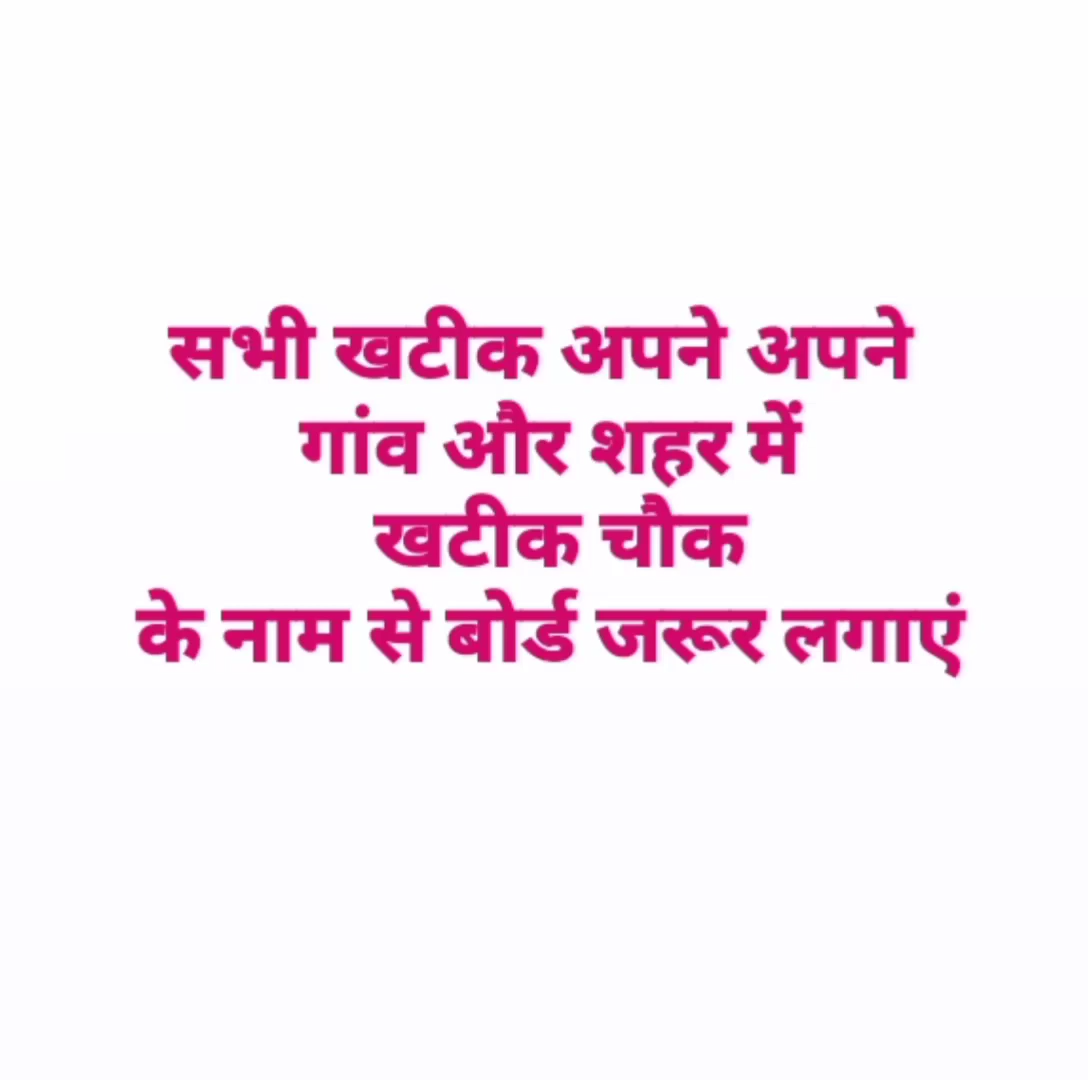 सभी खटीक अपने अपने
गांव और शहर में
खटीक चौक
के नाम से बोर्ड जरूर लगाएं